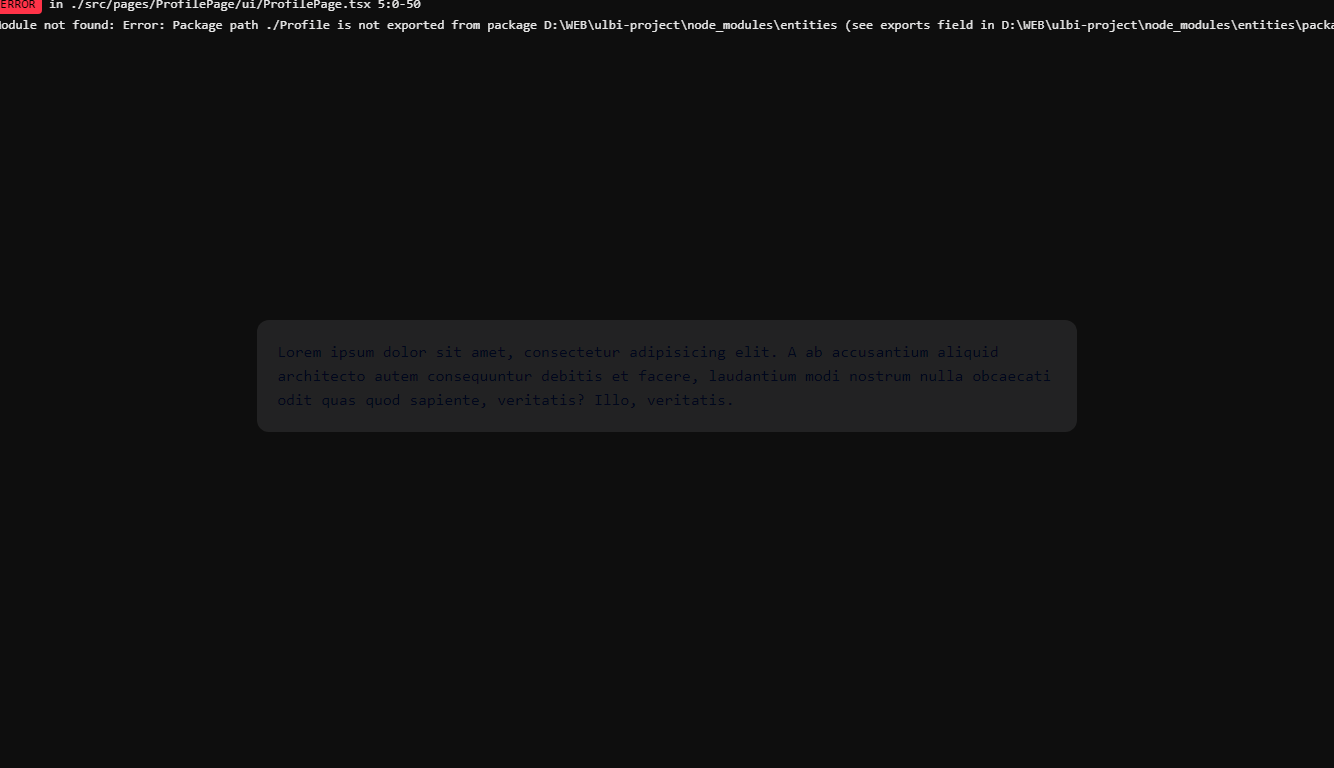 ERROR in ./src/pages/ProfilePage/ui/ProfilePage.tsx 5:0-50
Module not found: Error: Package path ./Profile is not exported from package D:\WEB\ulbi-project\node_modules\entities (see exports field in D:\WEB\ulbi-project\node_modules\entities\packa
Lorem ipsum dolor sit amet, consectetur adipisicing elit. A ab accusantium aliquid
architecto autem consequuntur debitis et facere, laudantium modi nostrum nulla obcaecati
odit quas quod sapiente, veritatis? Illo, veritatis.